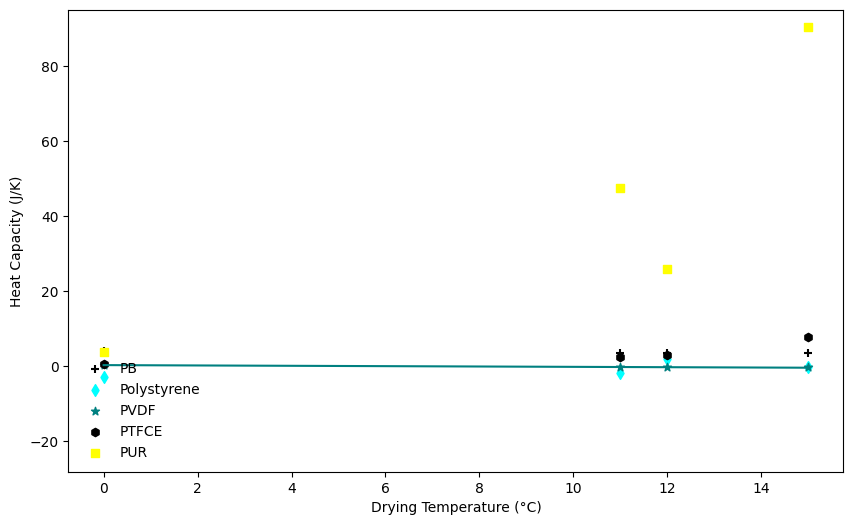 80
60
40
20
0
−20
Heat Capacity (J/K)
PB
Polystyrene
PVDF
PTFCE
PUR
0 2 4 6 8 10 12 14
Drying Temperature (°C)